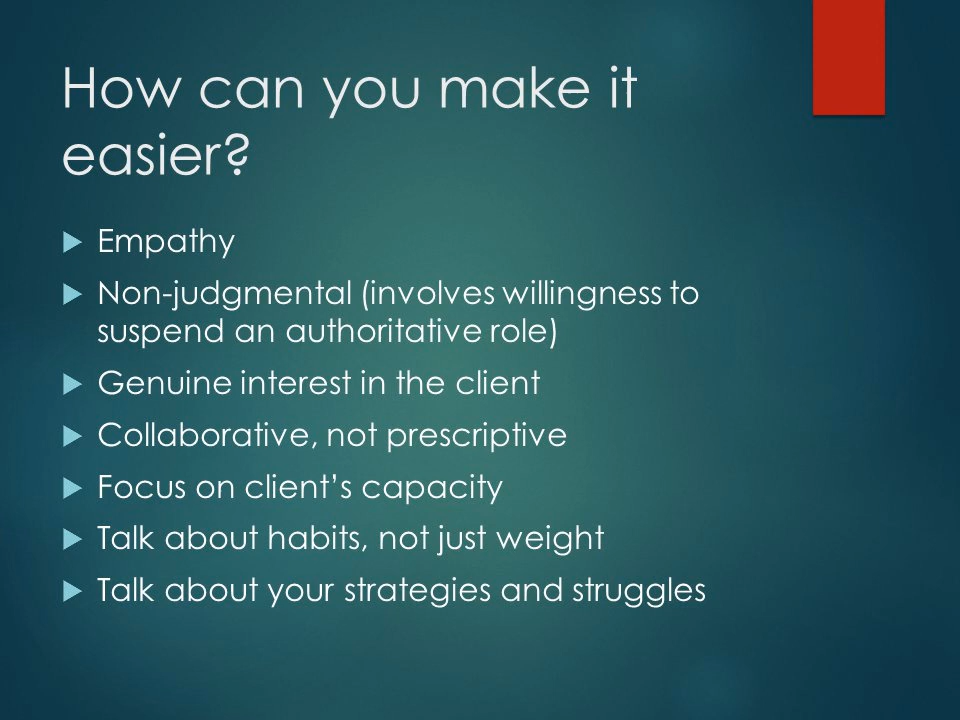 How can you make it
easier?
Empathy
Non-judgmental (involves willingness to
suspend an authoritative role)
Genuine interest in the client
Collaborative, not prescriptive
Focus on client’s capacity
Talk about habits, not just weight
Talk about your strategies and struggles